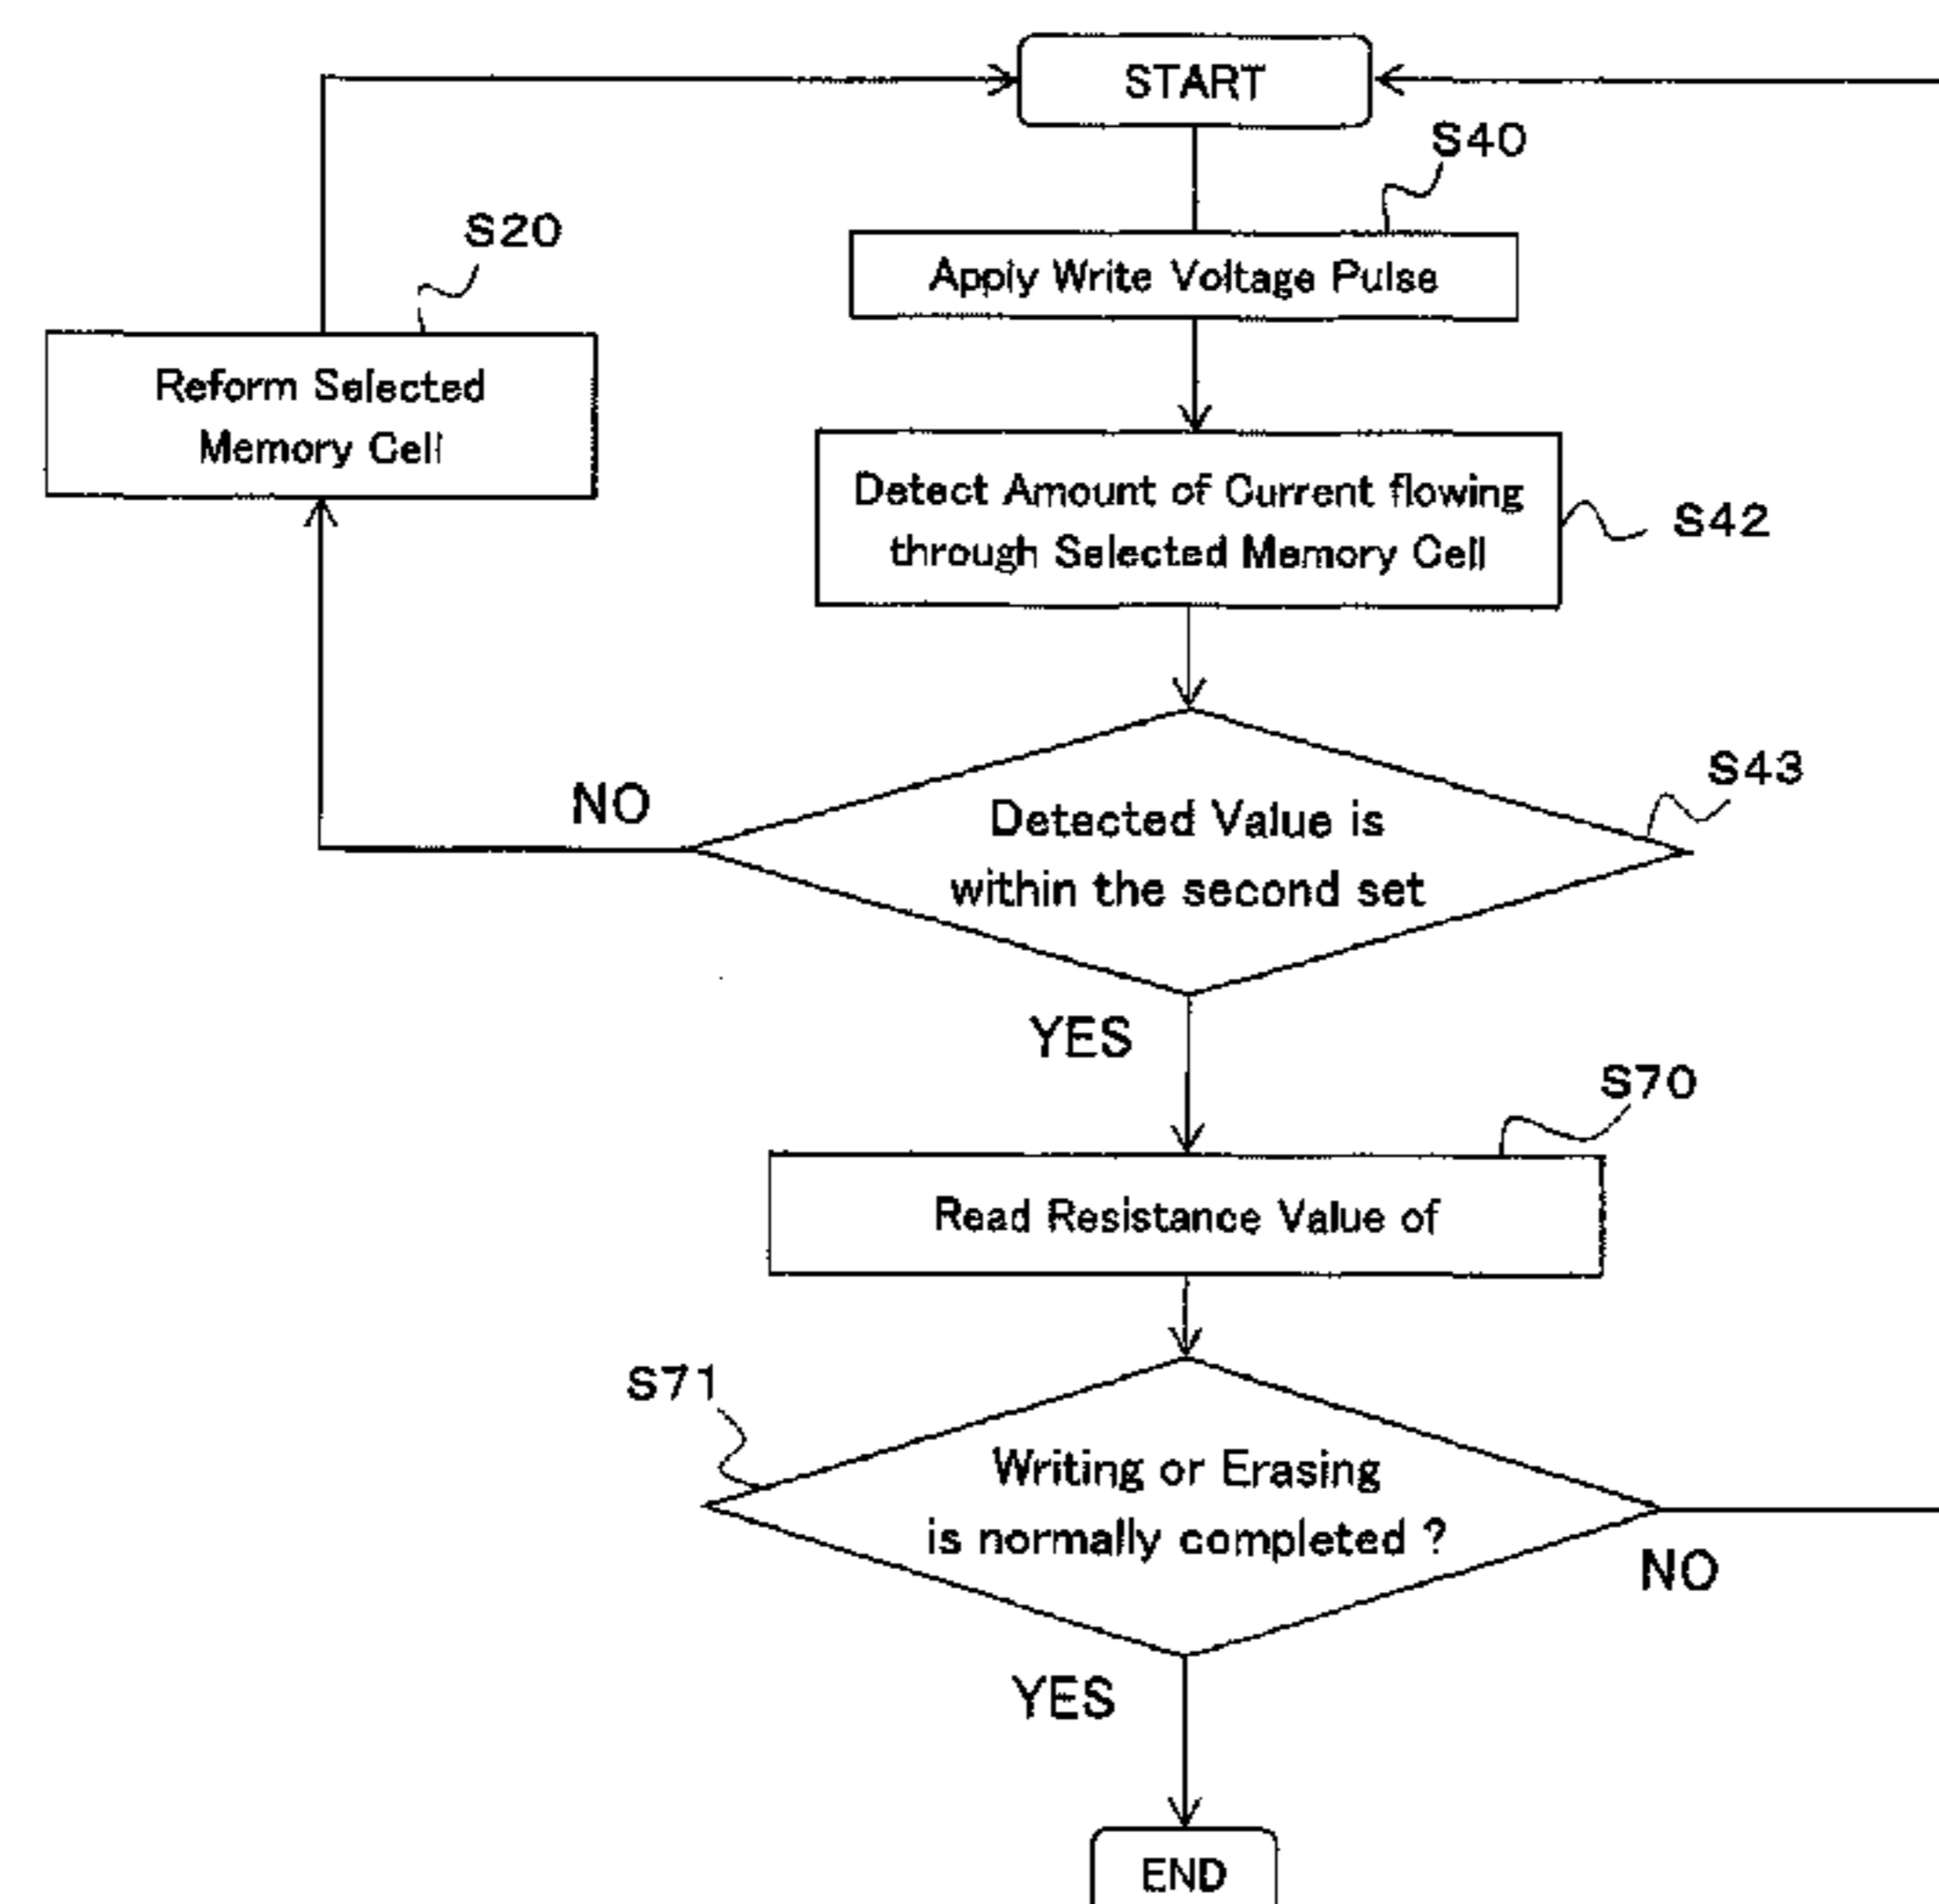 START
S40
Apply Write Voltage Pulse
S20
Reform Selected
Memory Cell
Detect Amount of Current flowing
through Selected Memory Cell
S42
S43
NO
Detected Value is
within the second set
YES
S70
Read Resistance Value of
S71
Writing or Erasing
is normally completed ?
NO
YES
END